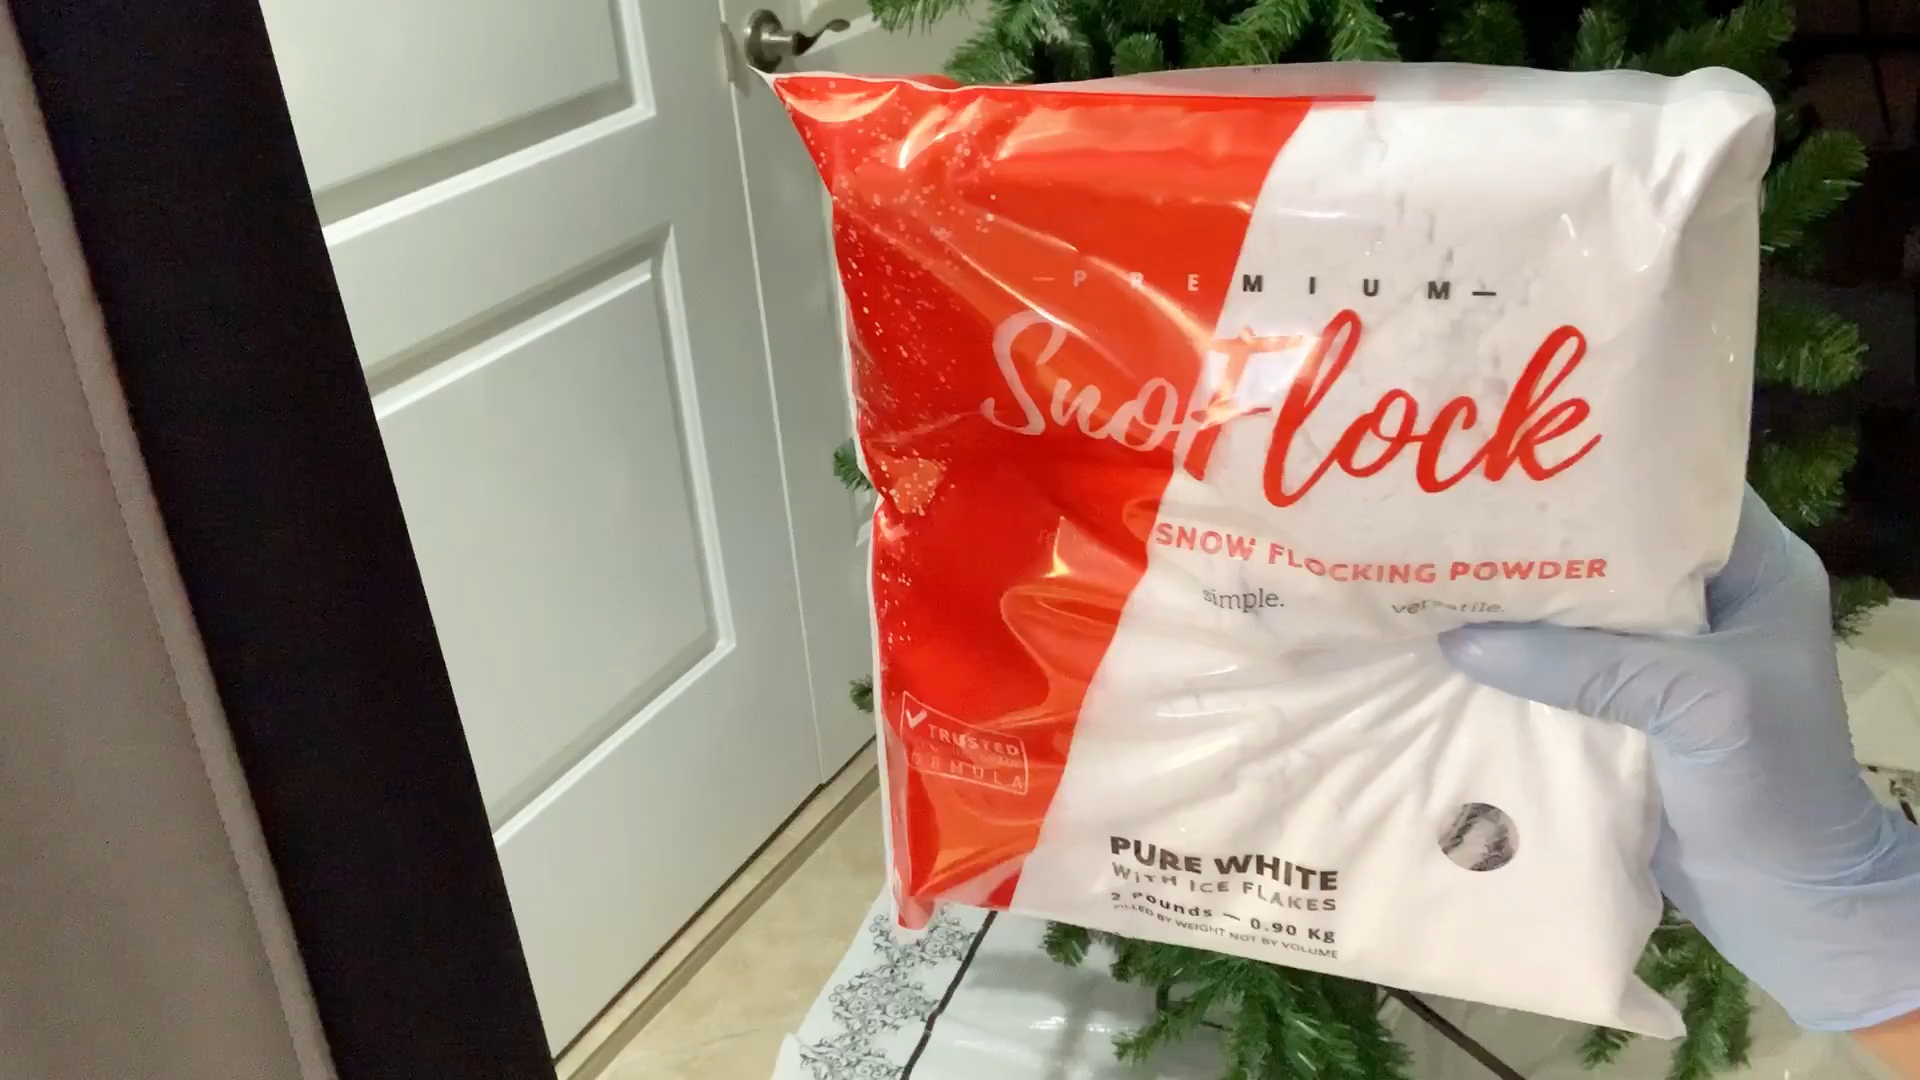 —PREMIUM—
SnoFlock
SNOW FLOCKING POWDER
simple. versatile.
TRUSTED
FORMULA
PURE WHITE
WITH ICE FLAKES
2 Pounds — 0.90 Kg
FILLED BY WEIGHT NOT BY VOLUME